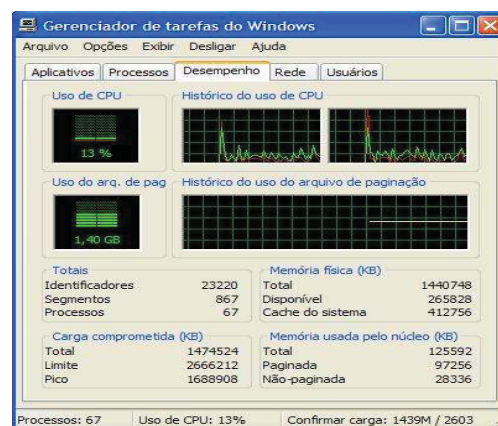 Gerenciador de tarefas do Windows
Arquivo Opções Exibir Desligar Ajuda
Aplicativos Processos Desempenho Rede Usuários
Uso de CPU Histórico do uso de CPU
13 %
Uso do arq. de pag Histórico do uso do arquivo de paginação
1,40 GB
Totais
Identificadores 23220
Segmentos 867
Processos 67
Memória física (KB)
Total 1440748
Disponível 265828
Cache do sistema 412756
Carga comprometida (KB)
Total 1474524
Limite 2666212
Pico 1688908
Memória usada pelo núcleo (KB)
Total 125592
Paginada 97256
Não-paginada 28336
Processos: 67 Uso de CPU: 13% Confirmar carga: 1439M / 2603